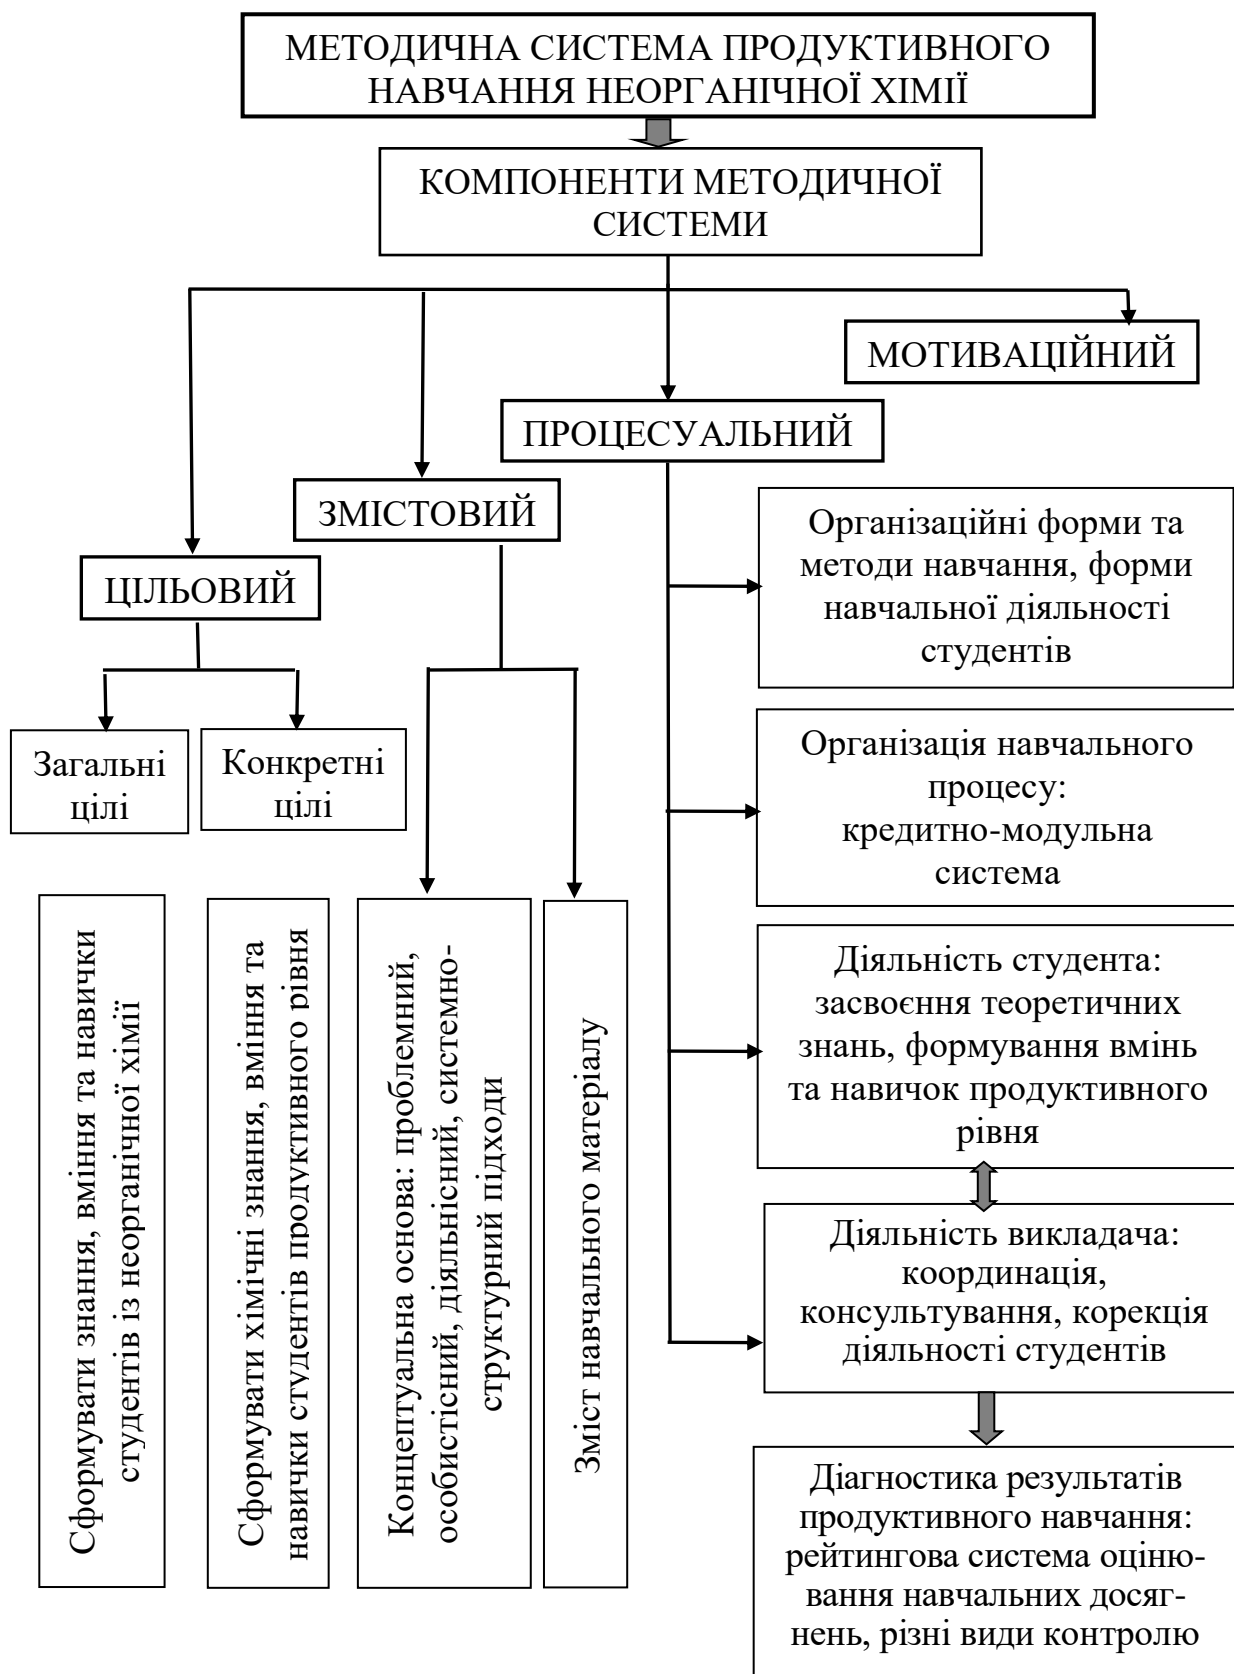 МЕТОДИЧНА СИСТЕМА ПРОДУКТИВНОГО
НАВЧАННЯ НЕОРГАНІЧНОЇ ХІМІЇ
КОМПОНЕНТИ МЕТОДИЧНОЇ
СИСТЕМИ
МОТИВАЦІЙНИЙ
ПРОЦЕСУАЛЬНИЙ
ЗМІСТОВИЙ
ЦІЛЬОВИЙ
Загальні
цілі
Конкретні
цілі
Сформувати знання, вміння та навички
студентів із неорганічної хімії
Сформувати хімічні знання, вміння та
навички студентів продуктивного рівня
Концептуальна основа: проблемний,
особистісний, діяльнісний, системно-
структурний підходи
Зміст навчального матеріалу
Організаційні форми та
методи навчання, форми
навчальної діяльності
студентів
Організація навчального
процесу:
кредитно-модульна
система
Діяльність студента:
засвоєння теоретичних
знань, формування вмінь
та навичок продуктивного
рівня
Діяльність викладача:
координація,
консультування, корекція
діяльності студентів
Діагностика результатів
продуктивного навчання:
рейтингова система оціню-
вання навчальних досяг-
нень, різні види контролю